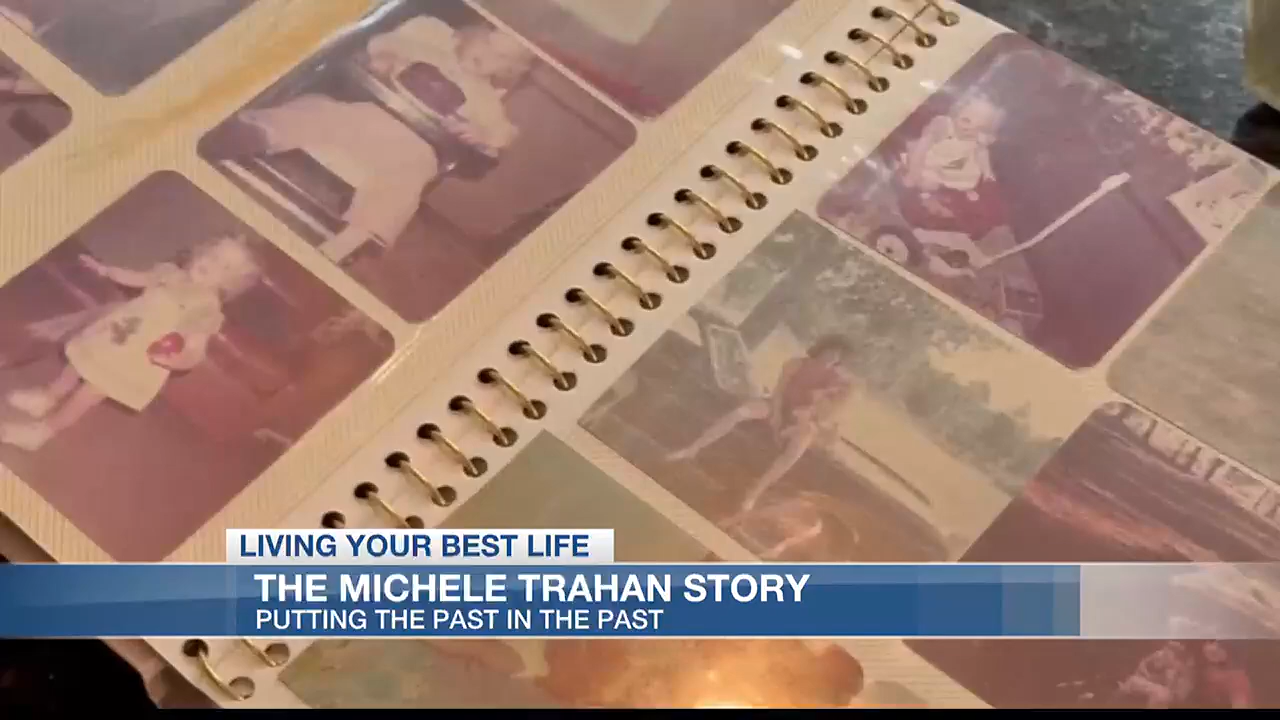 LIVING YOUR BEST LIFE
THE MICHELE TRAHAN STORY
PUTTING THE PAST IN THE PAST